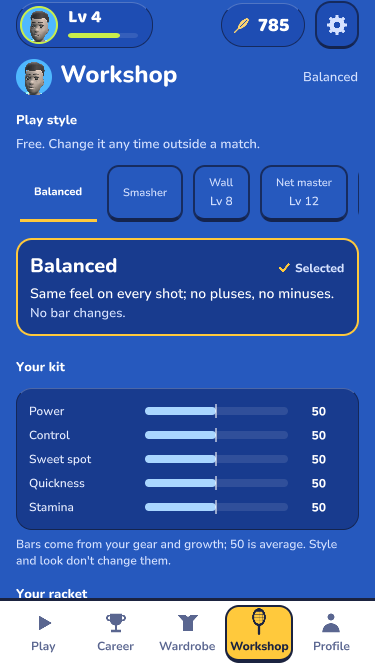 Lv 4
785
Workshop
Balanced
Play style
Free. Change it any time outside a match.
Balanced
Smasher
Wall
Lv 8
Net master
Lv 12
Balanced
Selected
Same feel on every shot; no pluses, no minuses.
No bar changes.
Your kit
Power 50
Control 50
Sweet spot 50
Quickness 50
Stamina 50
Bars come from your gear and growth; 50 is average. Style
and look don't change them.
Your racket
Play
Career
Wardrobe
Workshop
Profile